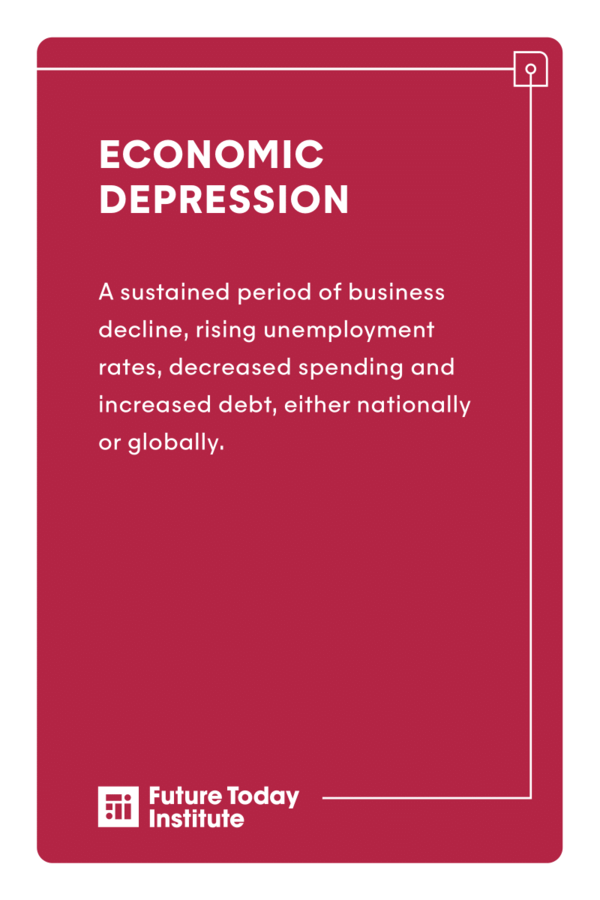 ECONOMIC
DEPRESSION
A sustained period of business
decline, rising unemployment
rates, decreased spending and
increased debt, either nationally
or globally.
Future Today
Institute